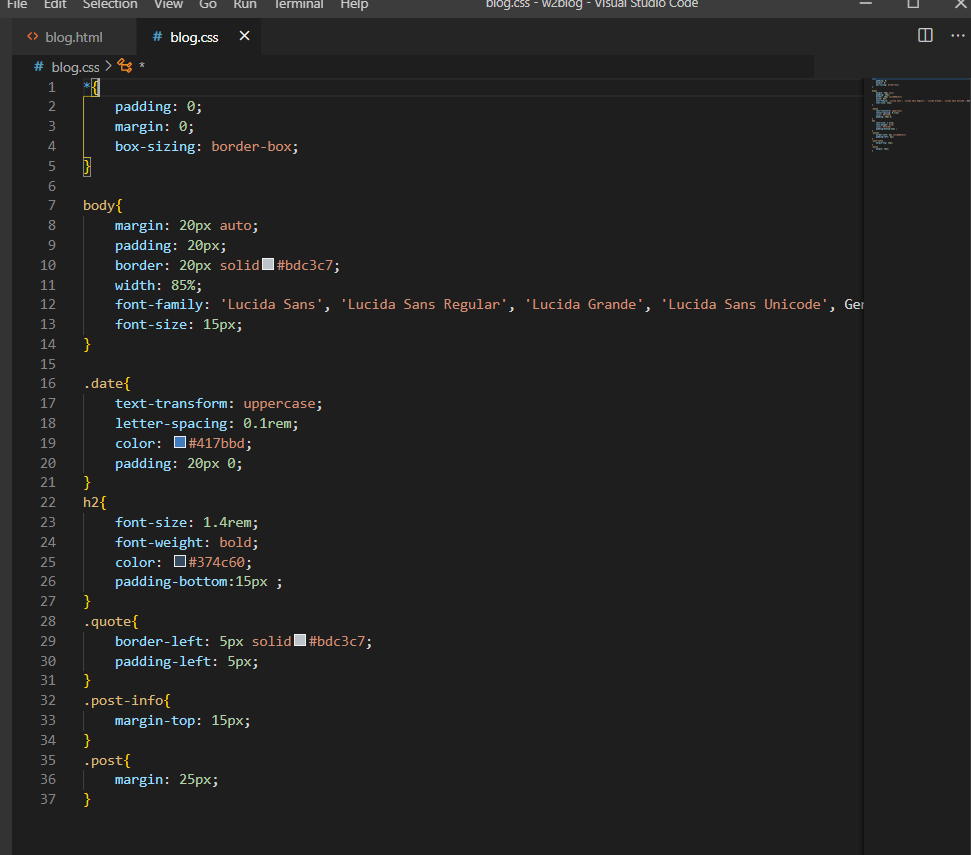 File Edit Selection View Go Run Terminal Help blog.css - w2blog - Visual Studio Code
<> blog.html # blog.css × ...
# blog.css > *
1 *{
2 padding: 0;
3 margin: 0;
4 box-sizing: border-box;
5 }
6
7 body{
8 margin: 20px auto;
9 padding: 20px;
10 border: 20px solid #bdc3c7;
11 width: 85%;
12 font-family: 'Lucida Sans', 'Lucida Sans Regular', 'Lucida Grande', 'Lucida Sans Unicode', Ge
13 font-size: 15px;
14 }
15
16 .date{
17 text-transform: uppercase;
18 letter-spacing: 0.1rem;
19 color: #417bbd;
20 padding: 20px 0;
21 }
22 h2{
23 font-size: 1.4rem;
24 font-weight: bold;
25 color: #374c60;
26 padding-bottom:15px ;
27 }
28 .quote{
29 border-left: 5px solid #bdc3c7;
30 padding-left: 5px;
31 }
32 .post-info{
33 margin-top: 15px;
34 }
35 .post{
36 margin: 25px;
37 }